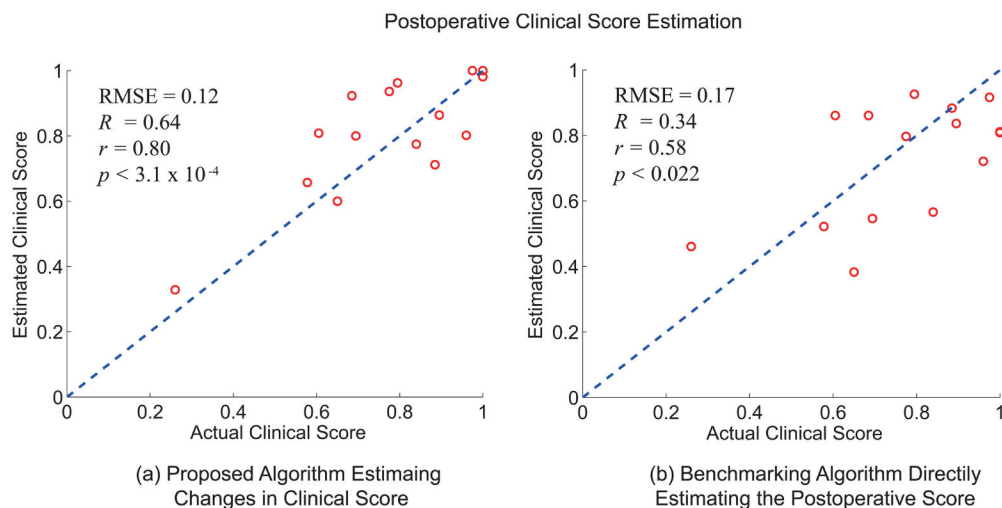 Postoperative Clinical Score Estimation
RMSE = 0.12
R = 0.64
r = 0.80
p < 3.1 x 10⁻⁴
1
0.8
0.6
0.4
0.2
0
0 0.2 0.4 0.6 0.8 1
Estimated Clinical Score
Actual Clinical Score
(a) Proposed Algorithm Estimaing
Changes in Clinical Score
RMSE = 0.17
R = 0.34
r = 0.58
p < 0.022
1
0.8
0.6
0.4
0.2
0
0 0.2 0.4 0.6 0.8 1
Estimated Clinical Score
Actual Clinical Score
(b) Benchmarking Algorithm Directily
Estimating the Postoperative Score